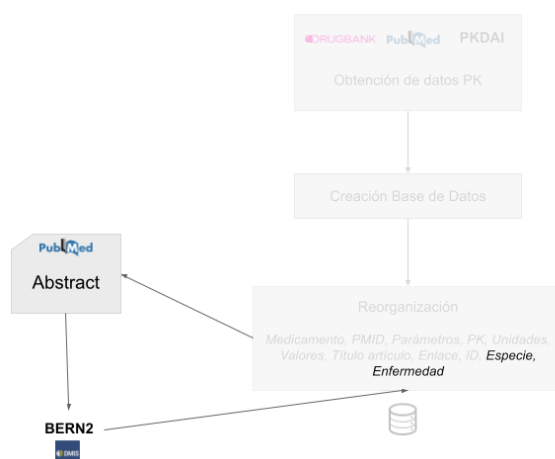 DRUGBANK PubMed PKDAI
Obtención de datos PK
Creación Base de Datos
PubMed
Abstract
Reorganización
Medicamento, PMID, Parámetros, PK, Unidades,
Valores, Título artículo, Enlace, ID, Especie,
Enfermedad
BERN2
DMIS